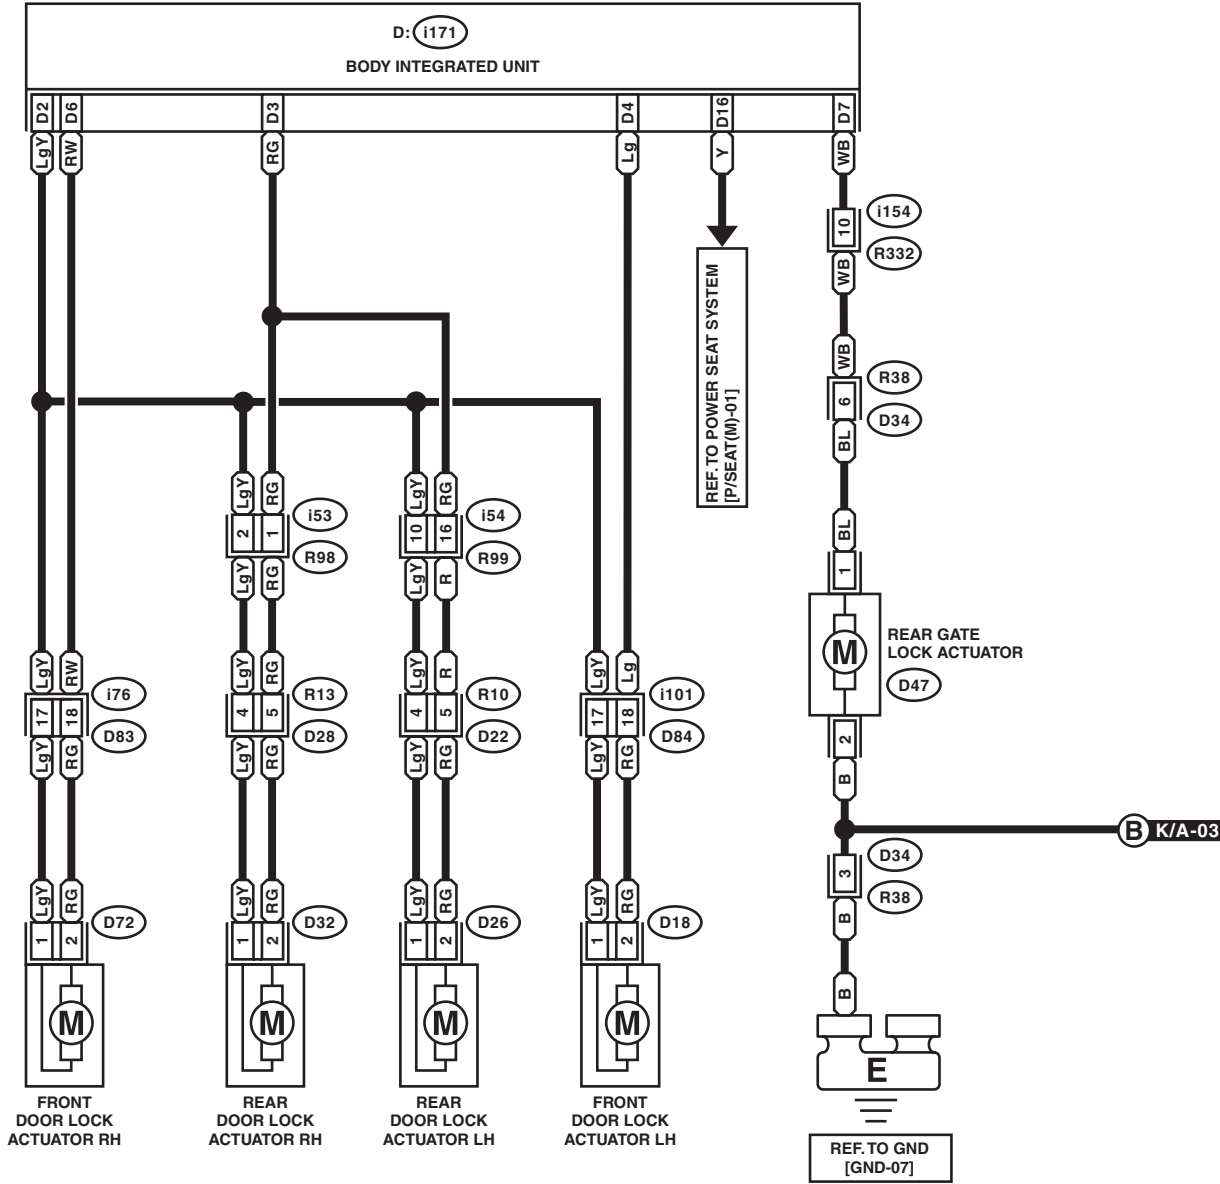 D: i171
BODY INTEGRATED UNIT
D2 D6 D3 D4 D16 D7
LgY RW RG Lg Y WB
10
i154
R332
WB
REF. TO POWER SEAT SYSTEM
[P/SEAT(M)-01]
WB
6
R38
D34
BL
LgY RG LgY RG
2 1 i53 10 16 i54
R98 R99
LgY RG LgY R
BL
1
M
REAR GATE
LOCK ACTUATOR
D47
2
B
LgY RW LgY RG LgY R LgY Lg
17 18 i76 4 5 R13 4 5 R10 17 18 i101
D83 D28 D22 D84
LgY RG LgY RG LgY RG LgY RG
B K/A-03
3
D34
R38
B
LgY RG LgY RG LgY RG LgY RG
1 2 D72 1 2 D32 1 2 D26 1 2 D18
M M M M
B
E
FRONT
DOOR LOCK
ACTUATOR RH
REAR
DOOR LOCK
ACTUATOR RH
REAR
DOOR LOCK
ACTUATOR LH
FRONT
DOOR LOCK
ACTUATOR LH
REF. TO GND
[GND-07]